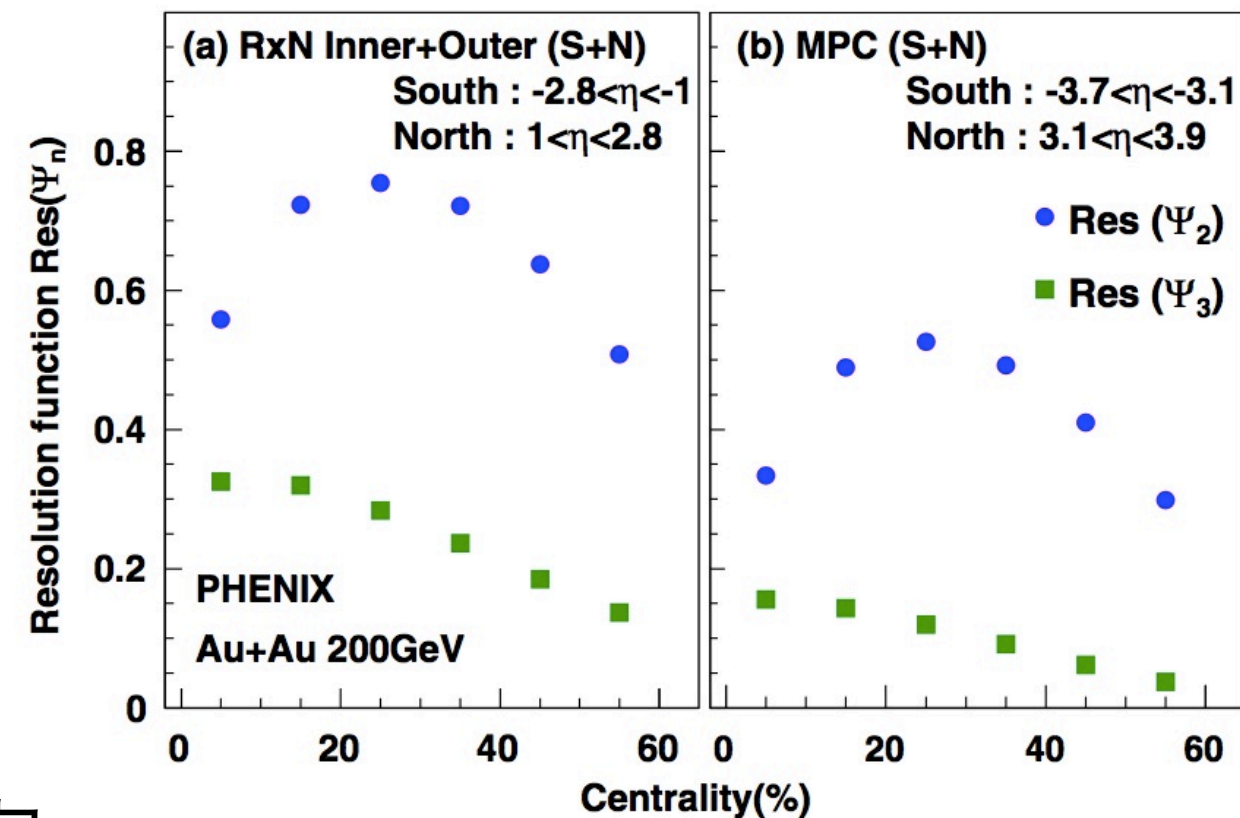 (a) RxN Inner+Outer (S+N)
South : -2.8<η<-1
North : 1<η<2.8
(b) MPC (S+N)
South : -3.7<η<-3.1
North : 3.1<η<3.9
Res (Ψ2)
Res (Ψ3)
Resolution function Res(Ψn)
0.8
0.6
0.4
0.2
0
PHENIX
Au+Au 200GeV
0 20 40 60
0 20 40 60
Centrality(%)